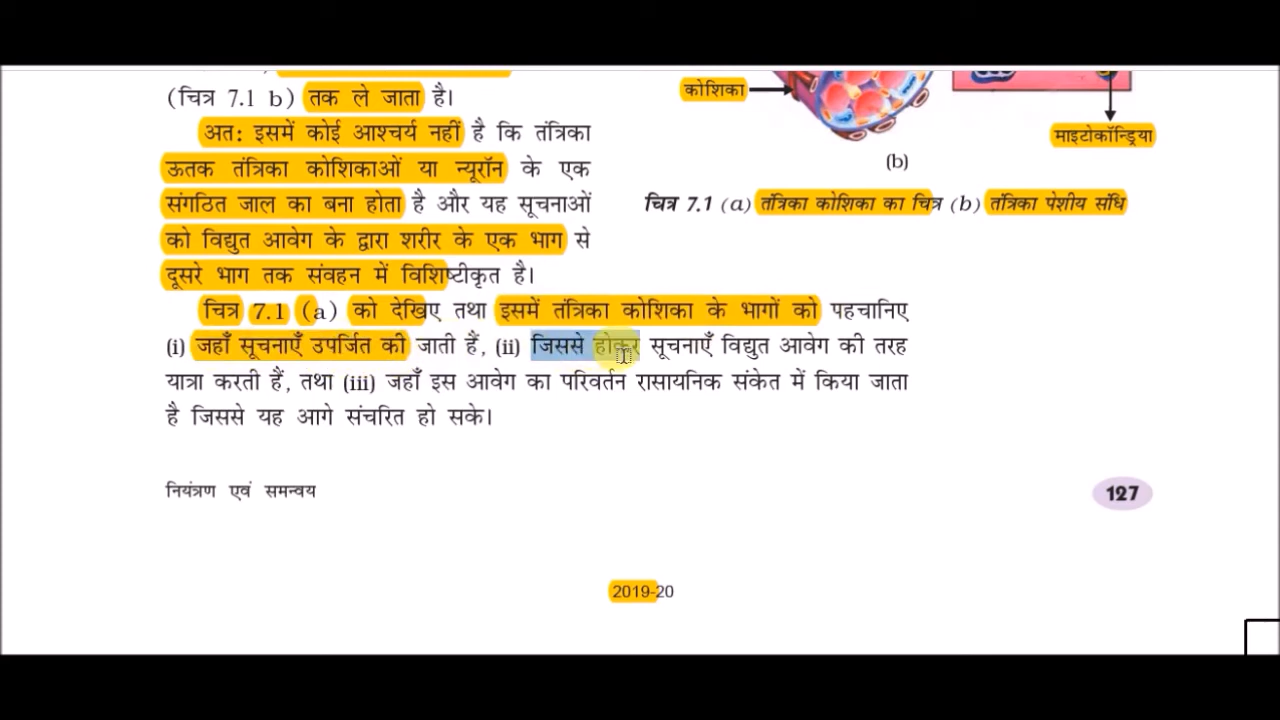 (चित्र 7.1 b) तक ले जाता है।
अतः इसमें कोई आश्चर्य नहीं है कि तंत्रिका
ऊतक तंत्रिका कोशिकाओं या न्यूरॉन के एक
संगठित जाल का बना होता है और यह सूचनाओं
को विद्युत आवेग के द्वारा शरीर के एक भाग से
दूसरे भाग तक संवहन में विशिष्टीकृत है।
कोशिका
माइटोकॉन्ड्रिया
(b)
चित्र 7.1 (a) तंत्रिका कोशिका का चित्र (b) तंत्रिका पेशीय संधि
चित्र 7.1 (a) को देखिए तथा इसमें तंत्रिका कोशिका के भागों को पहचानिए
(i) जहाँ सूचनाएँ उपर्जित की जाती हैं, (ii) जिससे होकर सूचनाएँ विद्युत आवेग की तरह
यात्रा करती हैं, तथा (iii) जहाँ इस आवेग का परिवर्तन रासायनिक संकेत में किया जाता
है जिससे यह आगे संचरित हो सके।
नियंत्रण एवं समन्वय
127
2019-20